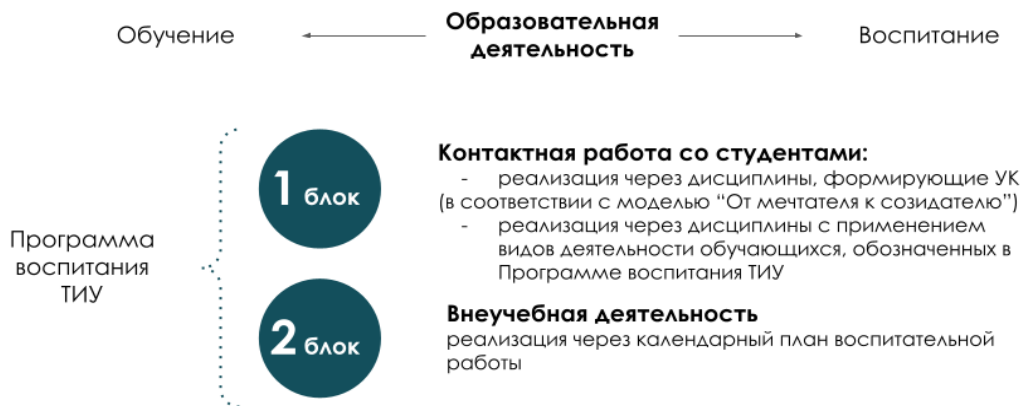 Обучение
Образовательная
деятельность
Воспитание
Программа
воспитания
ТИУ
1 блок
Контактная работа со студентами:
- реализация через дисциплины, формирующие УК
(в соответствии с моделью “От мечтателя к созидателю”)
- реализация через дисциплины с применением
видов деятельности обучающихся, обозначенных в
Программе воспитания ТИУ
2 блок
Внеучебная деятельность
реализация через календарный план воспитательной
работы